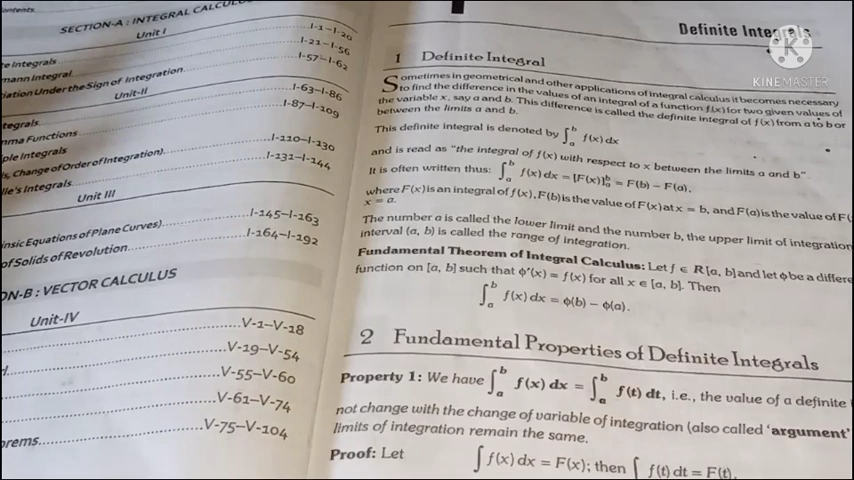 ontents.
SECTION-A : INTEGRAL CALCUL
Unit I
I-1–I-20
te Integrals I-21–I-56
mann Integral I-57–I-62
iation Under the Sign of Integration
Unit-II
I-63–I-86
tegrals I-87–I-109
mma Functions
ple Integrals I-110–I-130
s, Change of Order of Integration) I-131–I-144
lle's Integrals
Unit III
I-145–I-163
insic Equations of Plane Curves) I-164–I-192
of Solids of Revolution
ON-B : VECTOR CALCULUS
Unit-IV
V-1–V-18
V-19–V-54
V-55–V-60
V-61–V-74
orems V-75–V-104
Definite Integrals
1 Definite Integral
Sometimes in geometrical and other applications of integral calculus it becomes necessary
to find the difference in the values of an integral of a function f(x) for two given values of
the variable x, say a and b. This difference is called the definite integral of f(x) from a to b or
between the limits a and b.
This definite integral is denoted by ∫_a^b f(x) dx
and is read as "the integral of f(x) with respect to x between the limits a and b".
It is often written thus: ∫_a^b f(x) dx = [F(x)]_a^b = F(b) – F(a),
where F(x) is an integral of f(x), F(b) is the value of F(x) at x = b, and F(a) is the value of F(
x = a.
The number a is called the lower limit and the number b, the upper limit of integration
interval (a, b) is called the range of integration.
Fundamental Theorem of Integral Calculus: Let f ∈ R [a, b] and let ϕ be a differe
function on [a, b] such that ϕ'(x) = f(x) for all x ∈ [a, b]. Then
∫_a^b f(x) dx = ϕ(b) – ϕ(a).
2 Fundamental Properties of Definite Integrals
Property 1: We have ∫_a^b f(x) dx = ∫_a^b f(t) dt, i.e., the value of a definite
not change with the change of variable of integration (also called 'argument'
limits of integration remain the same.
Proof: Let ∫ f(x) dx = F(x); then ∫ f(t) dt = F(t).
K
KINEMASTER